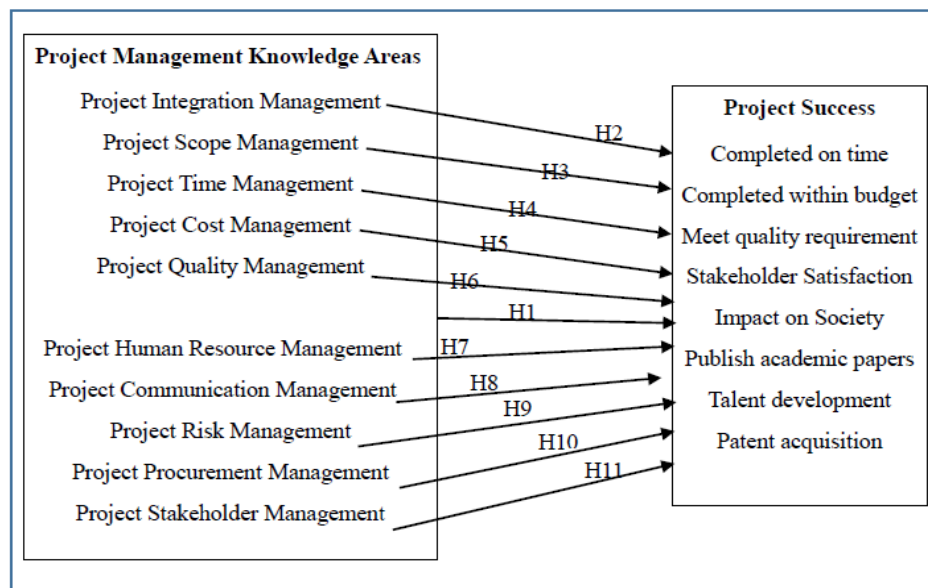 Project Management Knowledge Areas
Project Integration Management
Project Scope Management
Project Time Management
Project Cost Management
Project Quality Management
Project Human Resource Management
Project Communication Management
Project Risk Management
Project Procurement Management
Project Stakeholder Management
H2
H3
H4
H5
H6
H1
H7
H8
H9
H10
H11
Project Success
Completed on time
Completed within budget
Meet quality requirement
Stakeholder Satisfaction
Impact on Society
Publish academic papers
Talent development
Patent acquisition